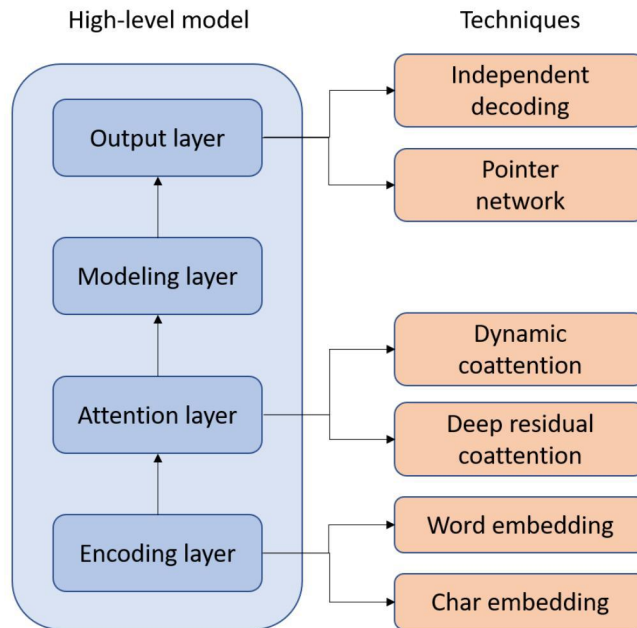 High-level model
Techniques
Output layer
Independent
decoding
Pointer
network
Modeling layer
Attention layer
Dynamic
coattention
Deep residual
coattention
Encoding layer
Word embedding
Char embedding